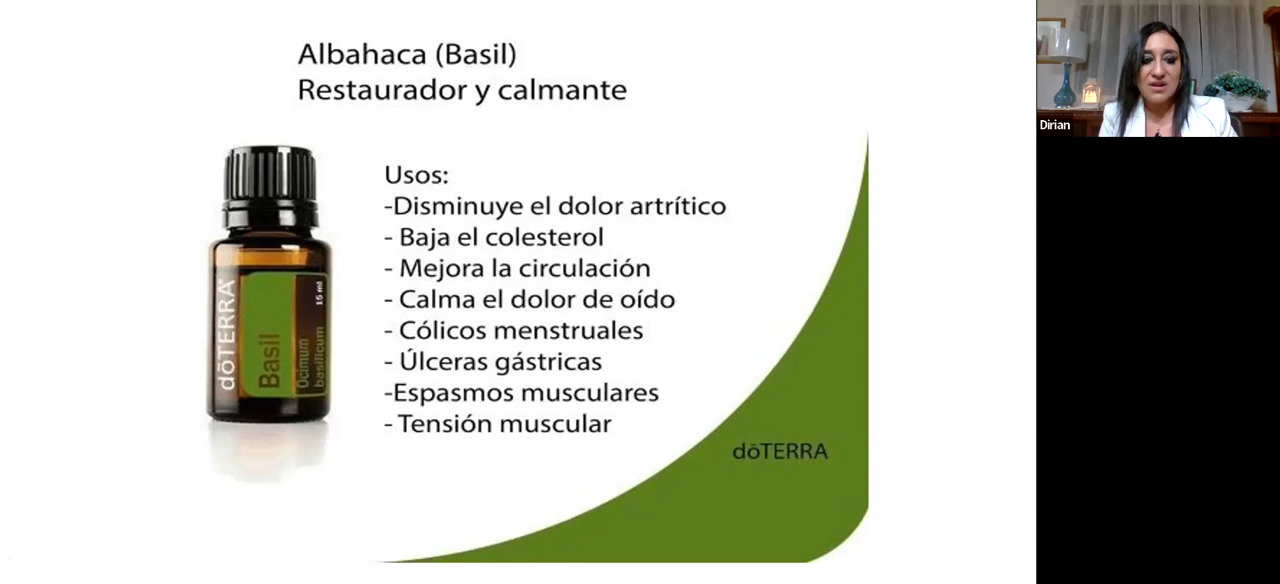 Albahaca (Basil)
Restaurador y calmante
Usos:
-Disminuye el dolor artrítico
- Baja el colesterol
- Mejora la circulación
- Calma el dolor de oído
- Cólicos menstruales
- Úlceras gástricas
-Espasmos musculares
- Tensión muscular
dōTERRA
Basil
Ocimum
basilicum
15 ml
dōTERRA
Dirian